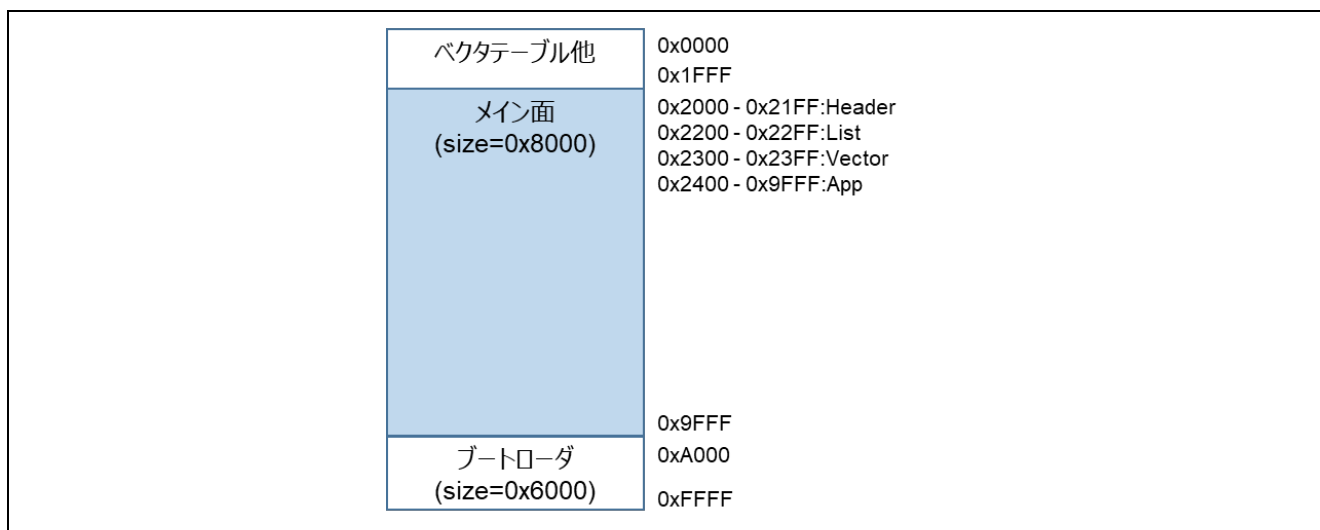 ベクタテーブル他
0x0000
0x1FFF
メイン面
(size=0x8000)
0x2000 - 0x21FF:Header
0x2200 - 0x22FF:List
0x2300 - 0x23FF:Vector
0x2400 - 0x9FFF:App
0x9FFF
ブートローダ
(size=0x6000)
0xA000
0xFFFF